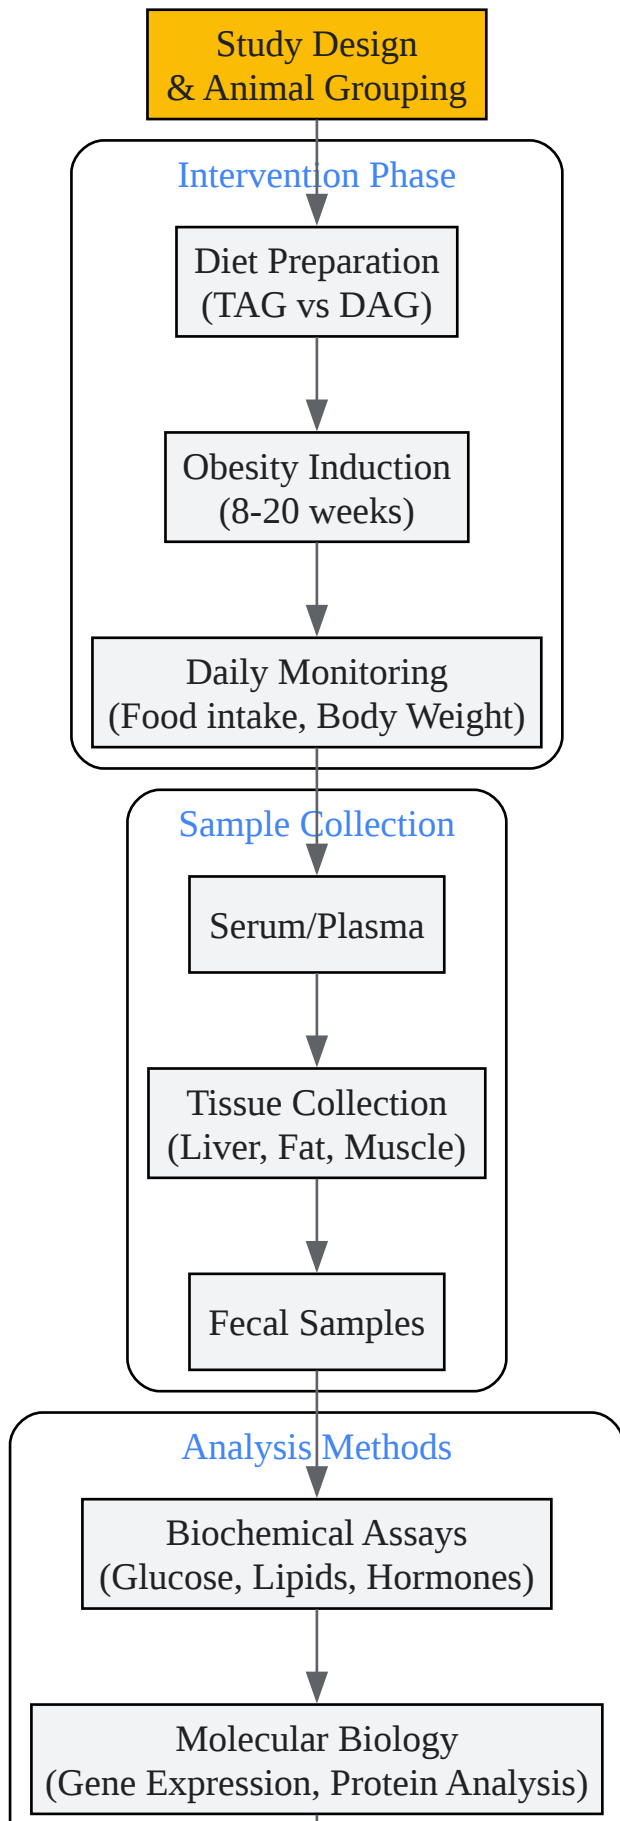 Study Design
& Animal Grouping
Intervention Phase
Diet Preparation
(TAG vs DAG)
Obesity Induction
(8-20 weeks)
Daily Monitoring
(Food intake, Body Weight)
Sample Collection
Serum/Plasma
Tissue Collection
(Liver, Fat, Muscle)
Fecal Samples
Analysis Methods
Biochemical Assays
(Glucose, Lipids, Hormones)
Molecular Biology
(Gene Expression, Protein Analysis)